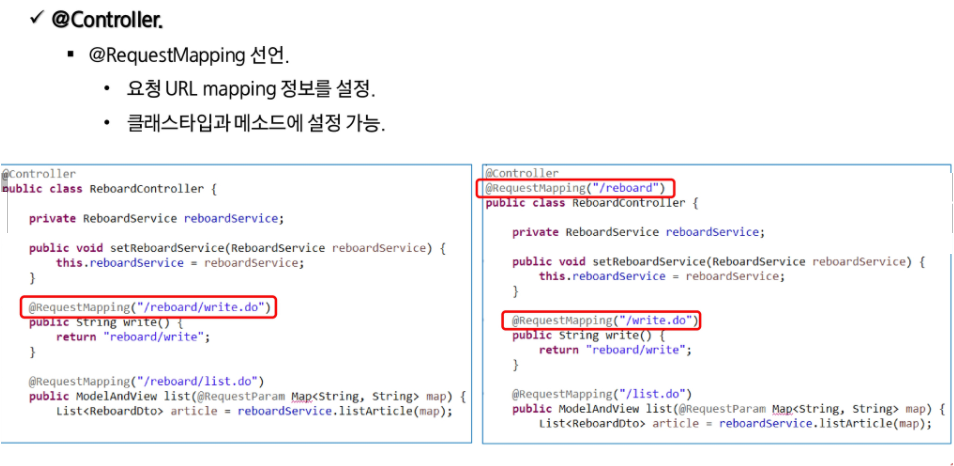 ✓ @Controller.
▪ @RequestMapping 선언.
• 요청 URL mapping 정보를 설정.
• 클래스타입과 메소드에 설정 가능.
@Controller
public class ReboardController {
private ReboardService reboardService;
public void setReboardService(ReboardService reboardService) {
this.reboardService = reboardService;
}
@RequestMapping("/reboard/write.do")
public String write() {
return "reboard/write";
}
@RequestMapping("/reboard/list.do")
public ModelAndView list(@RequestParam Map<String, String> map) {
List<ReboardDto> article = reboardService.listArticle(map);
@Controller
@RequestMapping("/reboard")
public class ReboardController {
private ReboardService reboardService;
public void setReboardService(ReboardService reboardService) {
this.reboardService = reboardService;
}
@RequestMapping("/write.do")
public String write() {
return "reboard/write";
}
@RequestMapping("/list.do")
public ModelAndView list(@RequestParam Map<String, String> map) {
List<ReboardDto> article = reboardService.listArticle(map);